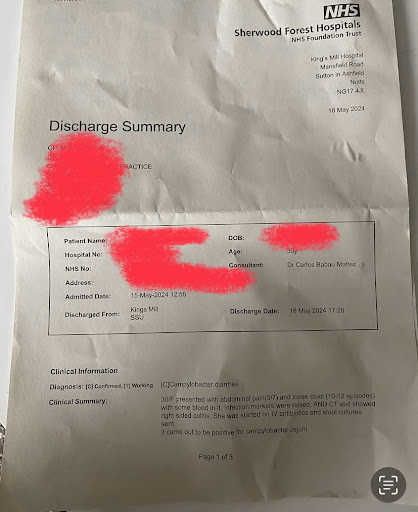 NHS
Sherwood Forest Hospitals
NHS Foundation Trust
King's Mill Hospital
Mansfield Road
Sutton in Ashfield
Notts
NG17 4JL
18 May 2024
Discharge Summary
PRACTICE
Patient Name: DOB:
Hospital No: Age: 30y
NHS No: Consultant: Dr Carlos Babau Maltez
Address:
Admitted Date: 15-May-2024 12:56
Discharged From: Kings Mill Discharge Date: 18 May 2024 17:26
SSU
Clinical Information
Diagnosis: [C] Confirmed, [?] Working [C]Campylobacter diarrhea
Clinical Summary: 30/F presented with abdominal pain(5/7) and loose stool (10-12 episodes)
with some blood in it. Infection markers were raised. AND CT abd showed
right sided colitis. She was started on IV antibiotics and stool cultures
sent.
it came out to be positive for campylobacter Jejuni.
Page 1 of 3